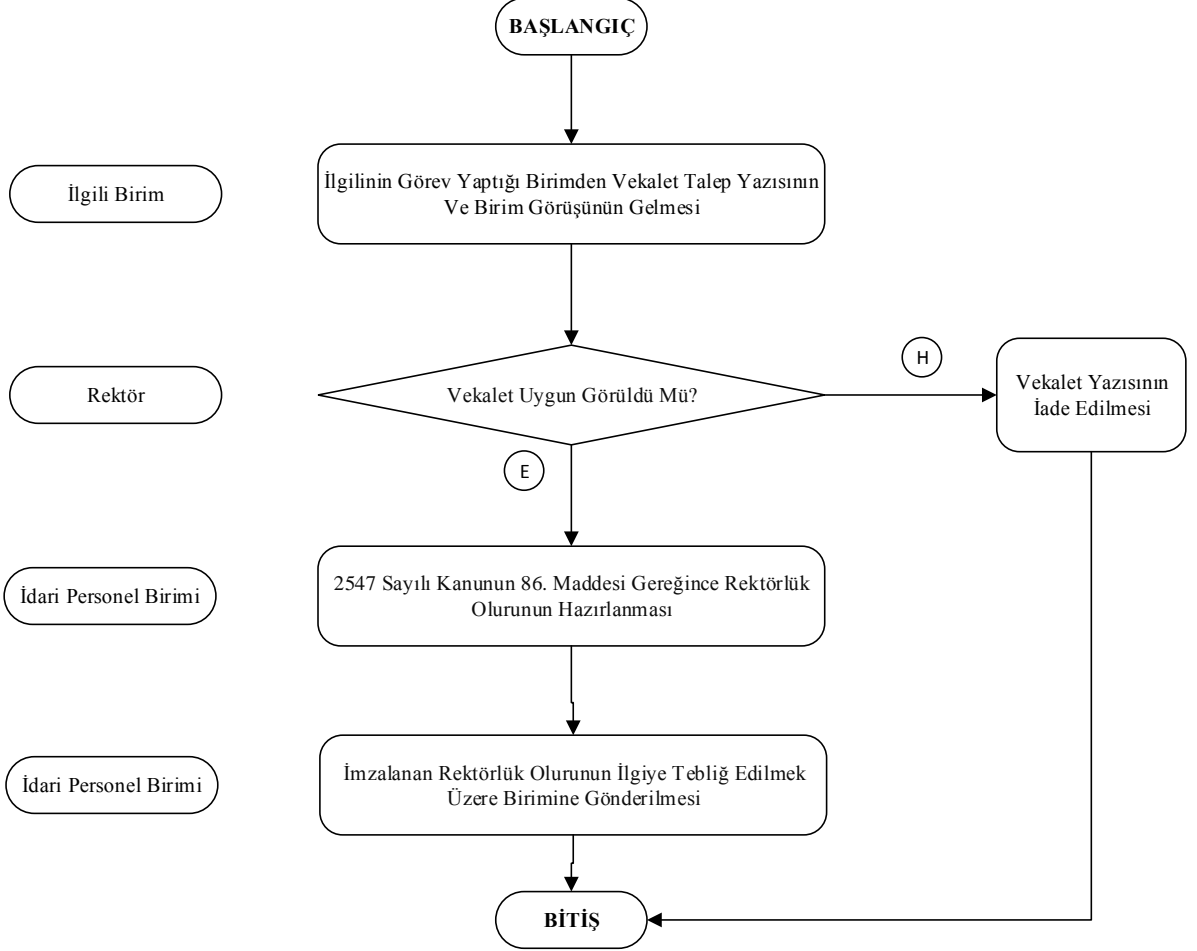 BAŞLANGIÇ
İlgili Birim
İlgilinin Görev Yaptığı Birimden Vekalet Talep Yazısının
Ve Birim Görüşünün Gelmesi
Rektör
Vekalet Uygun Görüldü Mü?
H
Vekalet Yazısının
İade Edilmesi
E
İdari Personel Birimi
2547 Sayılı Kanunun 86. Maddesi Gereğince Rektörlük
Olurunun Hazırlanması
İdari Personel Birimi
İmzalanan Rektörlük Olurunun İlgiye Tebliğ Edilmek
Üzere Birimine Gönderilmesi
BİTİŞ